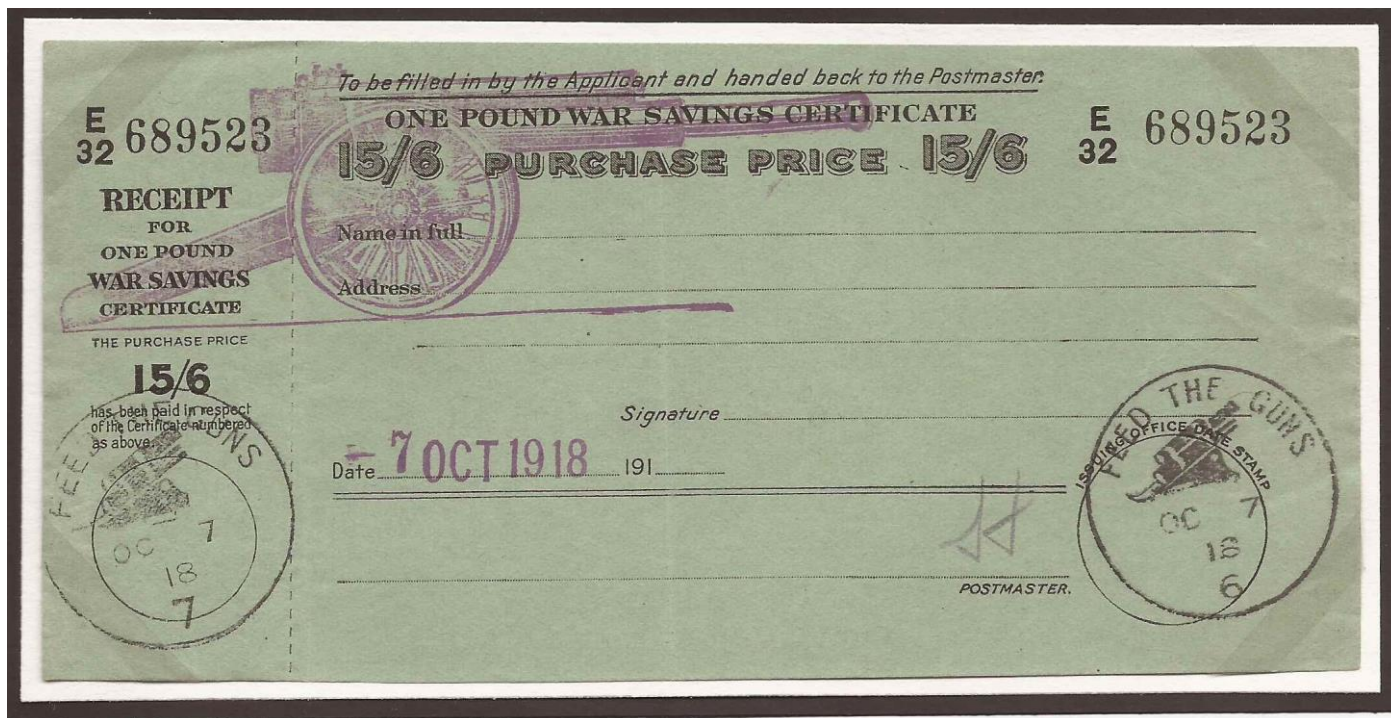 E
32 689523
RECEIPT
FOR
ONE POUND
WAR SAVINGS
CERTIFICATE
THE PURCHASE PRICE
15/6
has been paid in respect
of the Certificate numbered
as above.
FEED THE GUNS
OC 7
18
7
To be filled in by the Applicant and handed back to the Postmaster.
ONE POUND WAR SAVINGS CERTIFICATE
15/6 PURCHASE PRICE 15/6
E
32 689523
Name in full
Address
Signature
Date - 7 OCT 1918 191
POSTMASTER.
ISSUING OFFICE DATE STAMP
FEED THE GUNS
OC 7
18
6